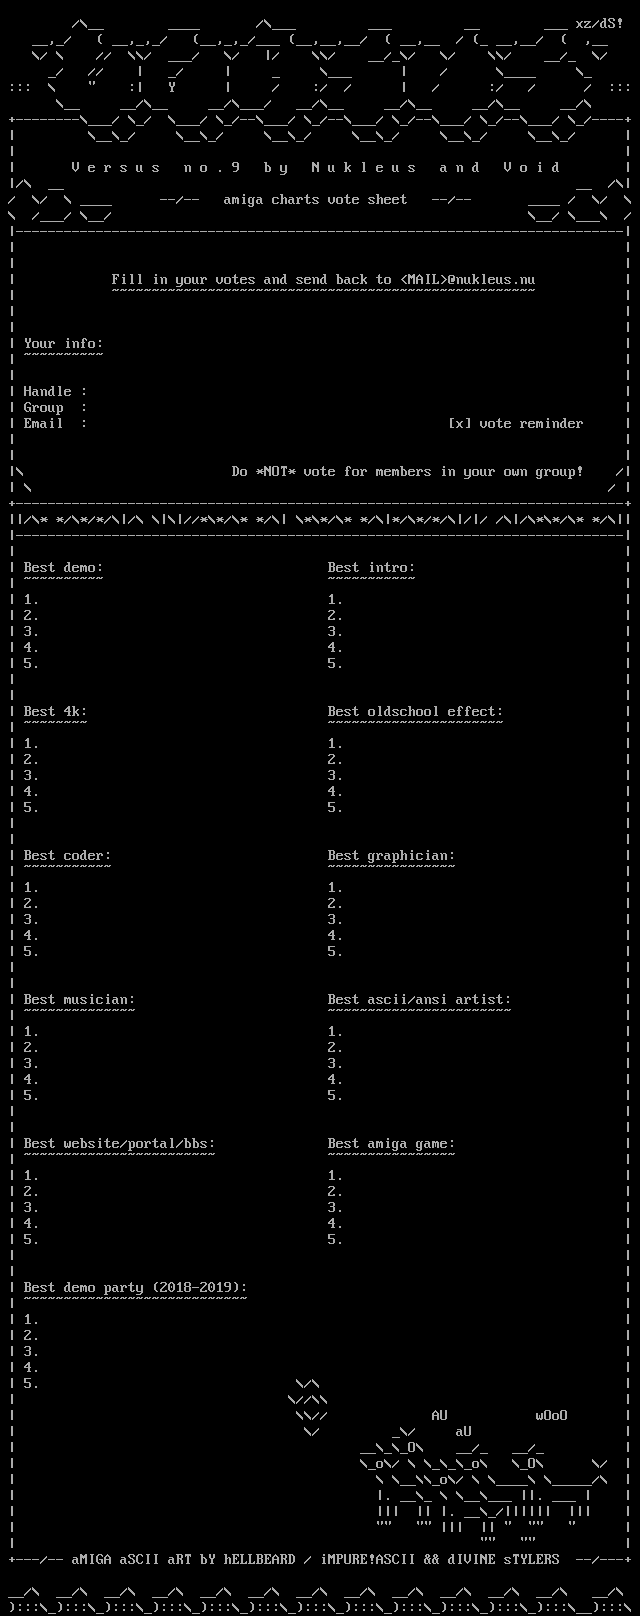 xz/dS!
Versus no.9 by Nukleus and Void
--/-- amiga charts vote sheet --/--
Fill in your votes and send back to <MAIL>@nukleus.nu
Your info:
Handle :
Group :
Email : [x] vote reminder
Do *NOT* vote for members in your own group!
Best demo: Best intro:
1. 1.
2. 2.
3. 3.
4. 4.
5. 5.
Best 4k: Best oldschool effect:
1. 1.
2. 2.
3. 3.
4. 4.
5. 5.
Best coder: Best graphician:
1. 1.
2. 2.
3. 3.
4. 4.
5. 5.
Best musician: Best ascii/ansi artist:
1. 1.
2. 2.
3. 3.
4. 4.
5. 5.
Best website/portal/bbs: Best amiga game:
1. 1.
2. 2.
3. 3.
4. 4.
5. 5.
Best demo party (2018-2019):
1.
2.
3.
4.
5.
AU wOoO
aU
aMIGA aSCII aRT bY hELLBEARD / iMPURE!ASCII && dIVINE sTYLERS